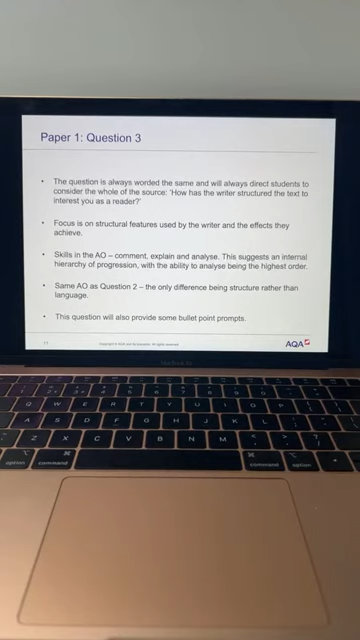 Paper 1: Question 3
• The question is always worded the same and will always direct students to
consider the whole of the source: 'How has the writer structured the text to
interest you as a reader?'
• Focus is on structural features used by the writer and the effects they
achieve.
• Skills in the AO – comment, explain and analyse. This suggests an internal
hierarchy of progression, with the ability to analyse being the highest order.
• Same AO as Question 2 – the only difference being structure rather than
language.
• This question will also provide some bullet point prompts.
11
AQA
MacBook Air
Q W E R T Y U I O P
A S D F G H J K L
Z X C V B N M
option command command option